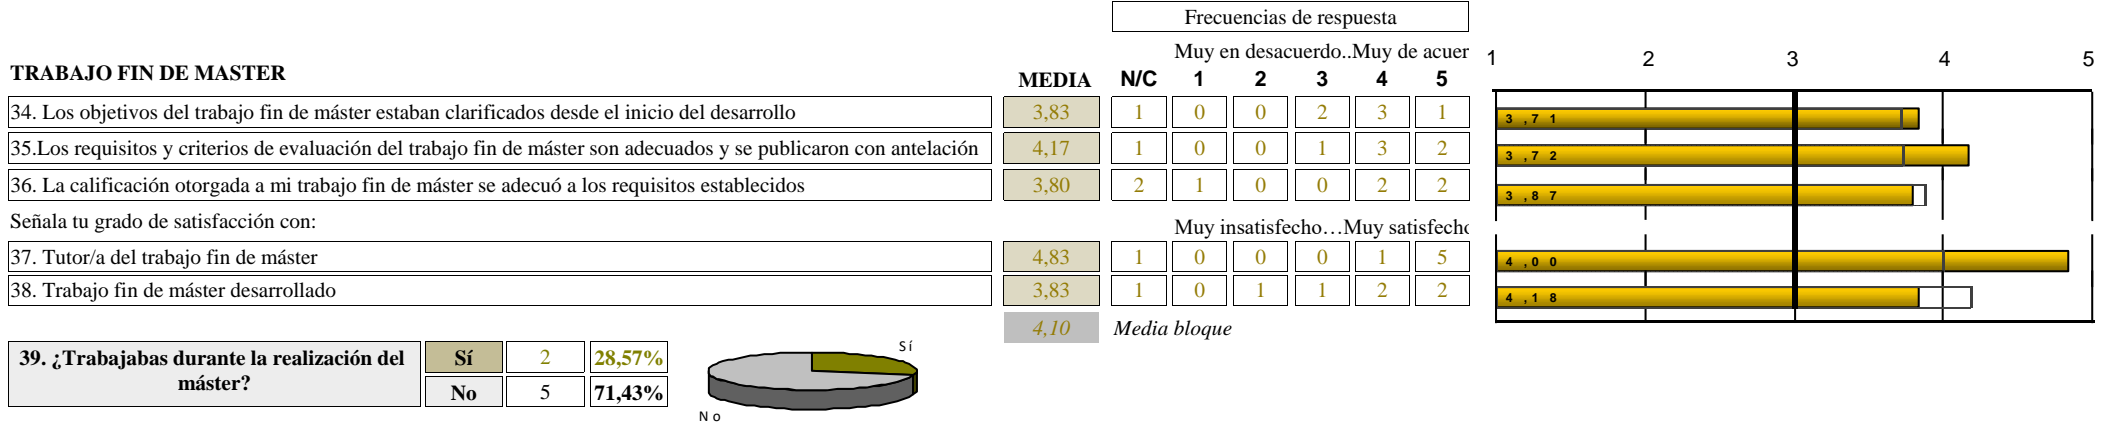 Frecuencias de respuesta
Muy en desacuerdo..Muy de acuer
1 2 3 4 5
TRABAJO FIN DE MASTER MEDIA N/C 1 2 3 4 5
34. Los objetivos del trabajo fin de máster estaban clarificados desde el inicio del desarrollo 3,83 1 0 0 2 3 1 3,71
35.Los requisitos y criterios de evaluación del trabajo fin de máster son adecuados y se publicaron con antelación 4,17 1 0 0 1 3 2 3,72
36. La calificación otorgada a mi trabajo fin de máster se adecuó a los requisitos establecidos 3,80 2 1 0 0 2 2 3,87
Señala tu grado de satisfacción con: Muy insatisfecho…Muy satisfecho
37. Tutor/a del trabajo fin de máster 4,83 1 0 0 0 1 5 4,00
38. Trabajo fin de máster desarrollado 3,83 1 0 1 1 2 2 4,18
4,10 Media bloque
39. ¿Trabajabas durante la realización del
máster?
Sí 2 28,57%
No 5 71,43%
Sí
No